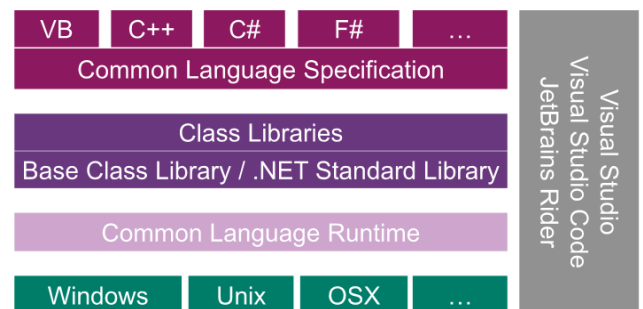 VB
C++
C#
F#
…
Common Language Specification
Class Libraries
Base Class Library / .NET Standard Library
Common Language Runtime
Windows
Unix
OSX
…
Visual Studio
Visual Studio Code
JetBrains Rider